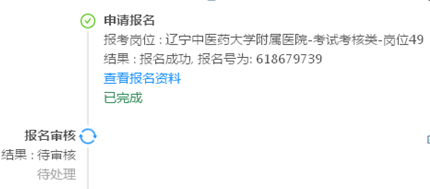 申请报名
报考岗位 : 辽宁中医药大学附属医院-考试考核类-岗位49
结果 : 报名成功, 报名号为: 618679739
查看报名资料
已完成
报名审核
结果 : 待审核
待处理